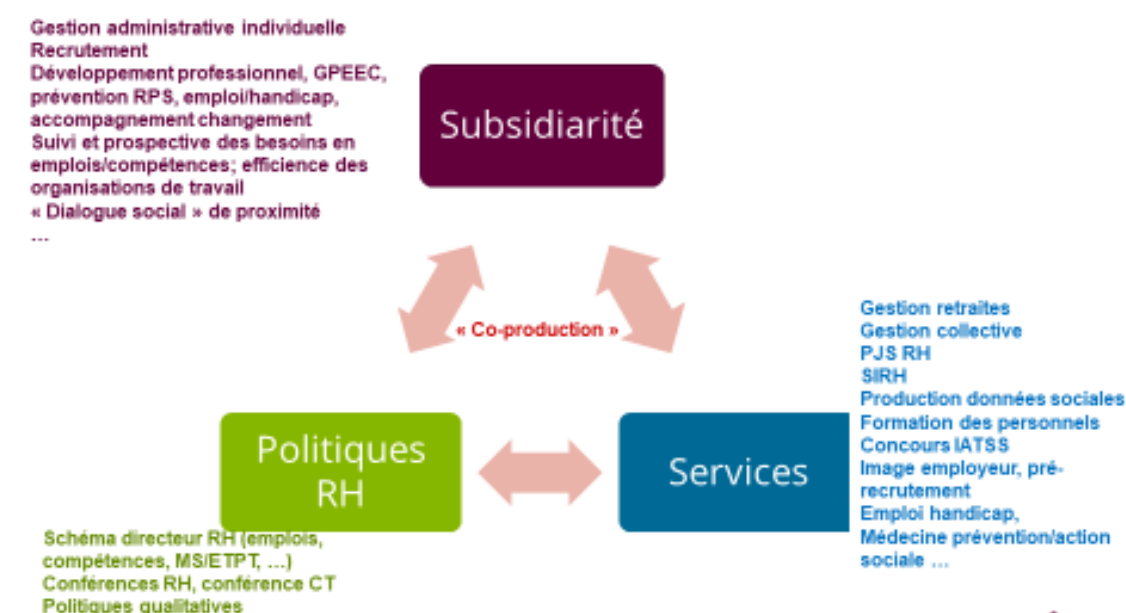 Gestion administrative individuelle
Recrutement
Développement professionnel, GPEEC,
prévention RPS, emploi/handicap,
accompagnement changement
Suivi et prospective des besoins en
emplois/compétences; efficience des
organisations de travail
« Dialogue social » de proximité
...
Subsidiarité
« Co-production »
Politiques
RH
Schéma directeur RH (emplois,
compétences, MS/ETPT, ...)
Conférences RH, conférence CT
Politiques qualitatives
Services
Gestion retraites
Gestion collective
PJS RH
SIRH
Production données sociales
Formation des personnels
Concours IATSS
Image employeur, pré-
recrutement
Emploi handicap,
Médecine prévention/action
sociale ...